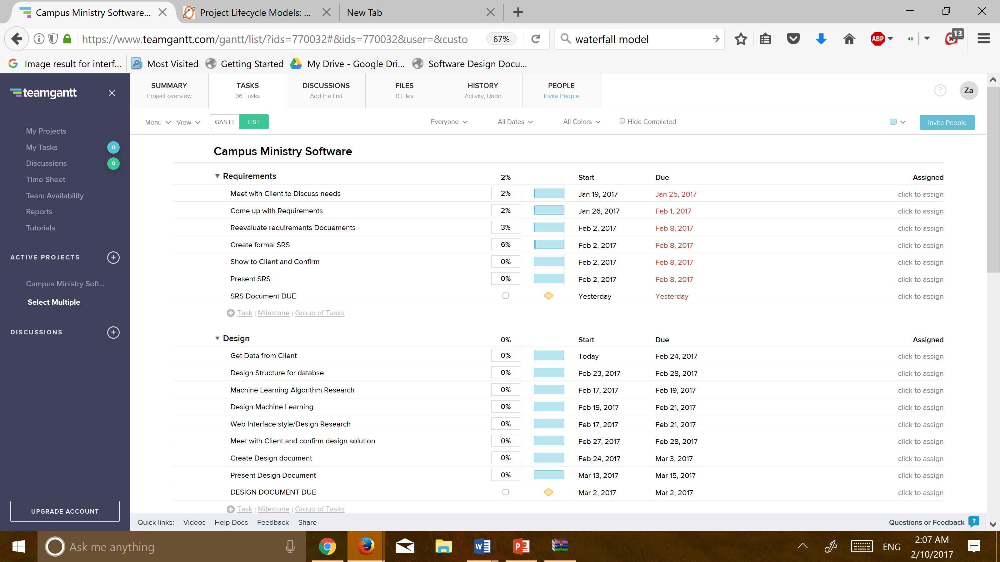 Campus Ministry Software... Project Lifecycle Models: ... New Tab
https://www.teamgantt.com/gantt/list/?ids=770032#&ids=770032&user=&custo 67% waterfall model ABP 13
Image result for interf... Most Visited Getting Started My Drive - Google Dri... Software Design Docu...
teamgantt
My Projects
My Tasks 0
Discussions 0
Time Sheet
Team Availability
Reports
Tutorials
ACTIVE PROJECTS
Campus Ministry Soft...
Select Multiple
DISCUSSIONS
UPGRADE ACCOUNT
SUMMARY TASKS DISCUSSIONS FILES HISTORY PEOPLE
Project overview 36 Tasks Add the first 0 Files Activity, Undo Invite People
? Za
Menu View GANTT LIST Everyone All Dates All Colors Hide Completed Invite People
Campus Ministry Software
Requirements 2% Start Due Assigned
Meet with Client to Discuss needs 2% Jan 19, 2017 Jan 25, 2017 click to assign
Come up with Requirements 2% Jan 26, 2017 Feb 1, 2017 click to assign
Reevaluate requirements Docuements 3% Feb 2, 2017 Feb 8, 2017 click to assign
Create formal SRS 6% Feb 2, 2017 Feb 8, 2017 click to assign
Show to Client and Confirm 0% Feb 2, 2017 Feb 8, 2017 click to assign
Present SRS 0% Feb 2, 2017 Feb 8, 2017 click to assign
SRS Document DUE Yesterday Yesterday click to assign
Task | Milestone | Group of Tasks
Design 0% Start Due Assigned
Get Data from Client 0% Today Feb 24, 2017 click to assign
Design Structure for databse 0% Feb 23, 2017 Feb 28, 2017 click to assign
Machine Learning Algorithm Research 0% Feb 17, 2017 Feb 19, 2017 click to assign
Design Machine Learning 0% Feb 19, 2017 Feb 21, 2017 click to assign
Web Interface style/Design Research 0% Feb 17, 2017 Feb 21, 2017 click to assign
Meet with Client and confirm design solution 0% Feb 27, 2017 Feb 28, 2017 click to assign
Create Design document 0% Feb 24, 2017 Mar 3, 2017 click to assign
Present Design Document 0% Mar 13, 2017 Mar 15, 2017 click to assign
DESIGN DOCUMENT DUE Mar 2, 2017 Mar 2, 2017 click to assign
Task | Milestone | Group of Tasks
Quick links: Videos Help Docs Feedback Share Questions or Feedback ?
Ask me anything ENG 2:07 AM
2/10/2017